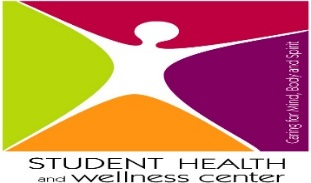 Caring for Mind, Body and Spirit
STUDENT HEALTH
and wellness center